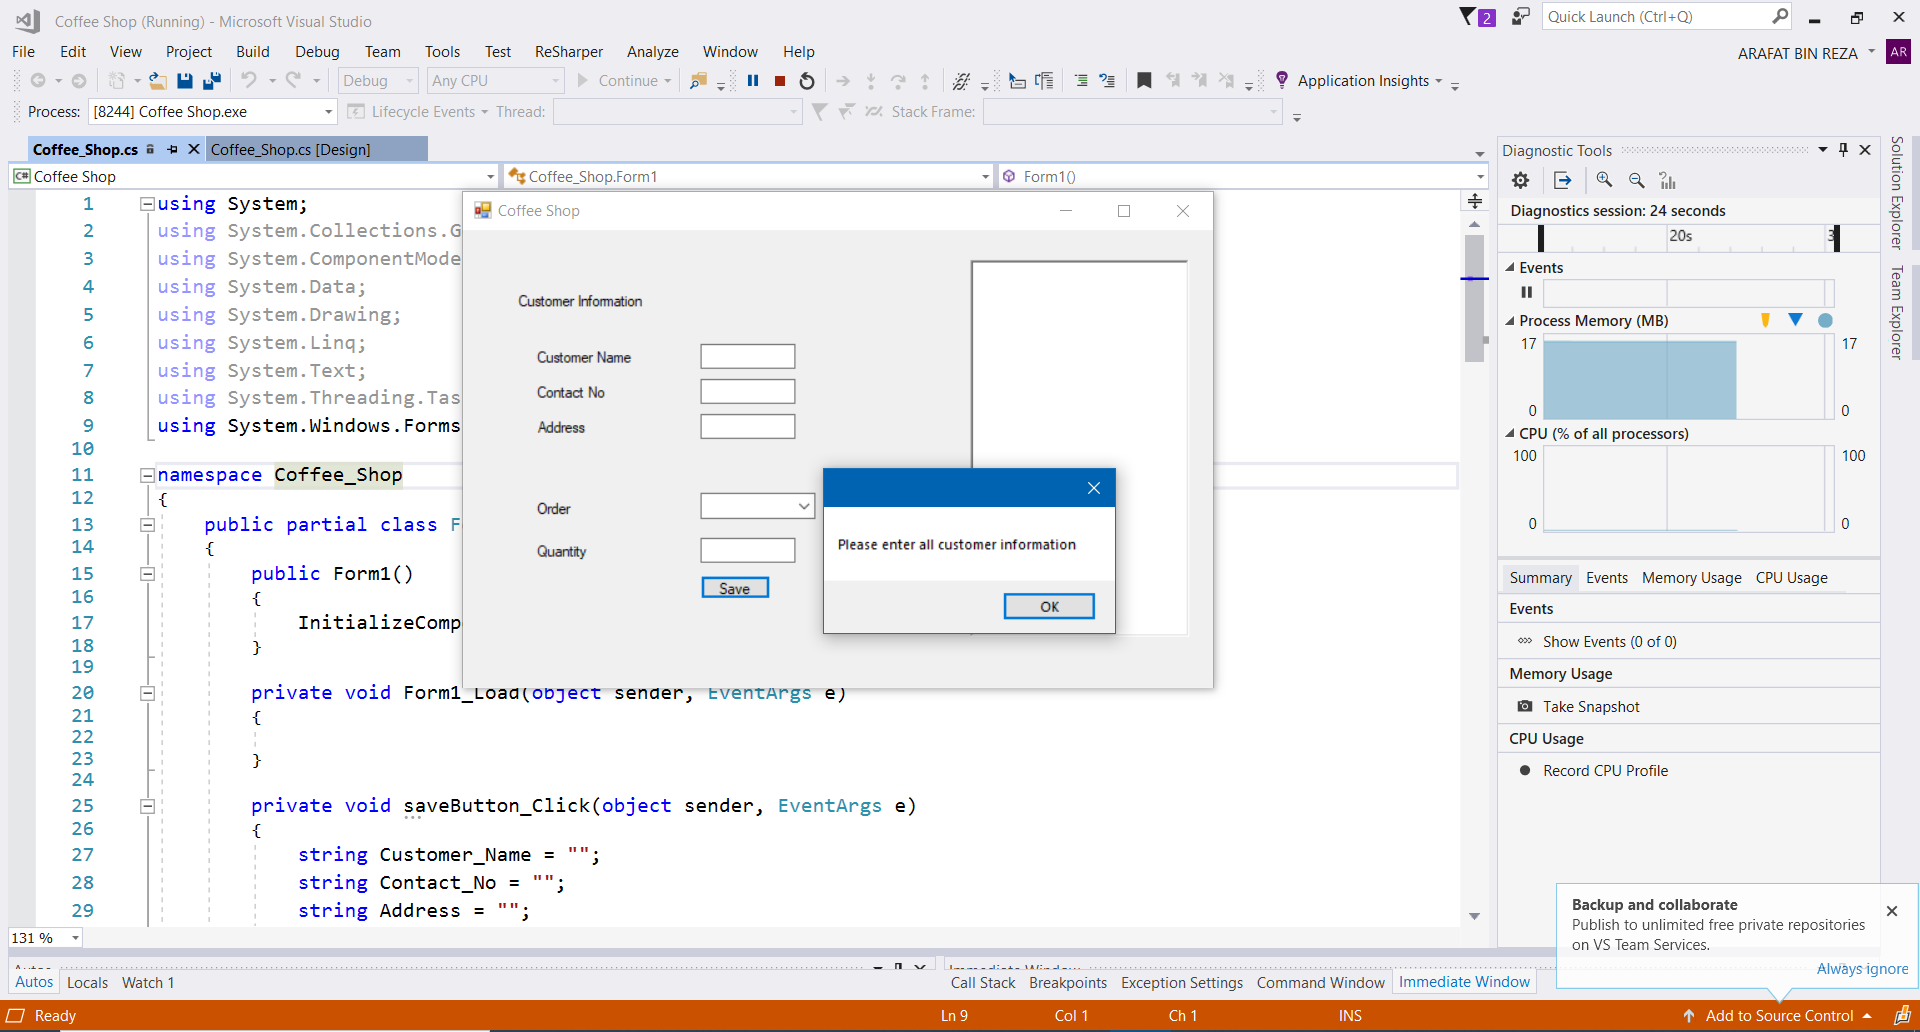 Coffee Shop (Running) - Microsoft Visual Studio
2
Quick Launch (Ctrl+Q)
File Edit View Project Build Debug Team Tools Test ReSharper Analyze Window Help
ARAFAT BIN REZA
AR
Debug Any CPU Continue Application Insights
Process: [8244] Coffee Shop.exe Lifecycle Events Thread: Stack Frame:
Coffee_Shop.cs Coffee_Shop.cs [Design]
C# Coffee Shop Coffee_Shop.Form1 Form1()
1 using System;
2 using System.Collections.G
3 using System.ComponentMode
4 using System.Data;
5 using System.Drawing;
6 using System.Linq;
7 using System.Text;
8 using System.Threading.Tas
9 using System.Windows.Forms
10
11 namespace Coffee_Shop
12 {
13 public partial class F
14 {
15 public Form1()
16 {
17 InitializeComp
18 }
19
20 private void Form1_Load(object sender, EventArgs e)
21 {
22
23 }
24
25 private void saveButton_Click(object sender, EventArgs e)
26 {
27 string Customer_Name = "";
28 string Contact_No = "";
29 string Address = "";
131 %
Coffee Shop
Customer Information
Customer Name
Contact No
Address
Order
Quantity
Save
Please enter all customer information
OK
Diagnostic Tools
Diagnostics session: 24 seconds
20s
3
Events
Process Memory (MB)
17 17
0 0
CPU (% of all processors)
100 100
0 0
Summary Events Memory Usage CPU Usage
Events
Show Events (0 of 0)
Memory Usage
Take Snapshot
CPU Usage
Record CPU Profile
Solution Explorer
Team Explorer
Backup and collaborate
Publish to unlimited free private repositories
on VS Team Services.
Always ignore
Autos
Immediate Window
Autos Locals Watch 1
Call Stack Breakpoints Exception Settings Command Window Immediate Window
Ready
Ln 9 Col 1 Ch 1 INS
Add to Source Control